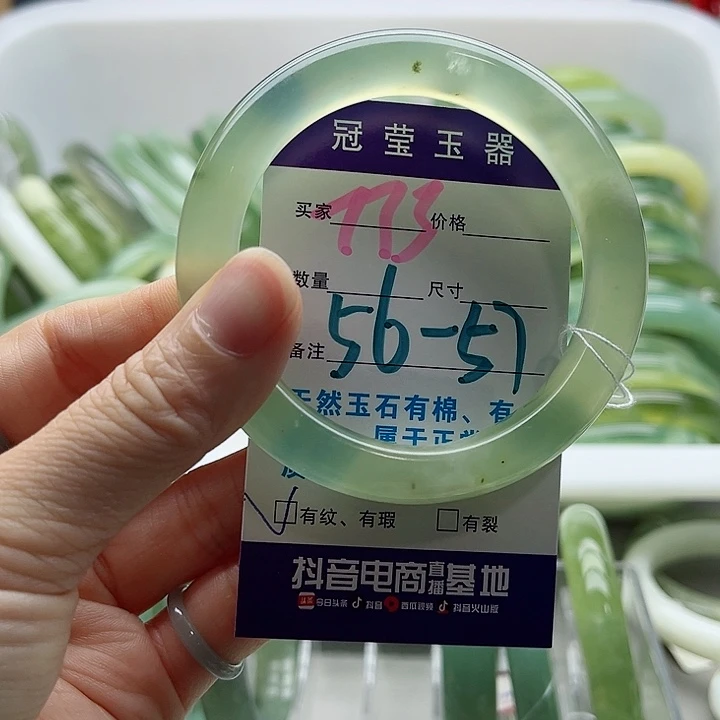 冠莹玉器
买家 773 价格
数量 尺寸
备注 56-57
天然玉石有棉、有
属于正常
有纹、有瑕 有裂
抖音电商直播基地
今日头条 抖音 西瓜视频 抖音火山版